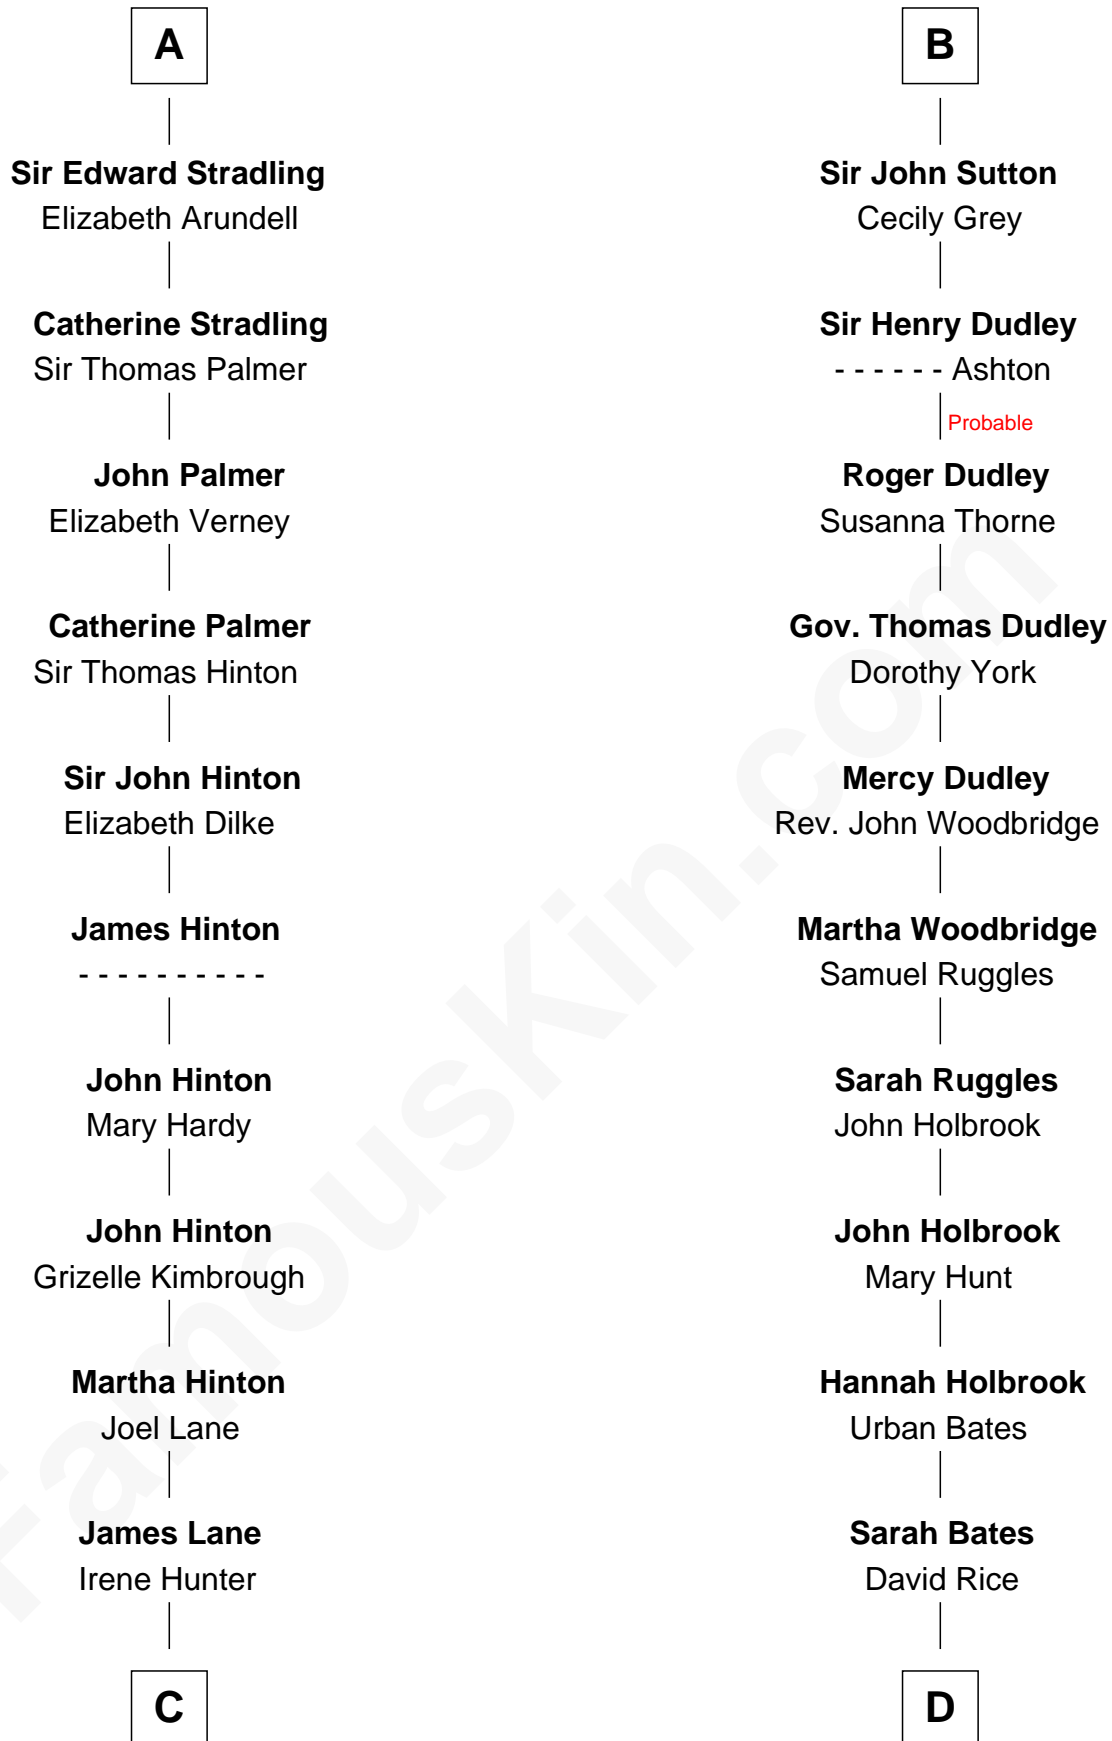 A
Sir Edward Stradling
Elizabeth Arundell
Catherine Stradling
Sir Thomas Palmer
John Palmer
Elizabeth Verney
Catherine Palmer
Sir Thomas Hinton
Sir John Hinton
Elizabeth Dilke
James Hinton
- - - - - - - - - -
John Hinton
Mary Hardy
John Hinton
Grizelle Kimbrough
Martha Hinton
Joel Lane
James Lane
Irene Hunter
C
B
Sir John Sutton
Cecily Grey
Sir Henry Dudley
- - - - - - Ashton
Probable
Roger Dudley
Susanna Thorne
Gov. Thomas Dudley
Dorothy York
Mercy Dudley
Rev. John Woodbridge
Martha Woodbridge
Samuel Ruggles
Sarah Ruggles
John Holbrook
John Holbrook
Mary Hunt
Hannah Holbrook
Urban Bates
Sarah Bates
David Rice
D
FamousKin.com